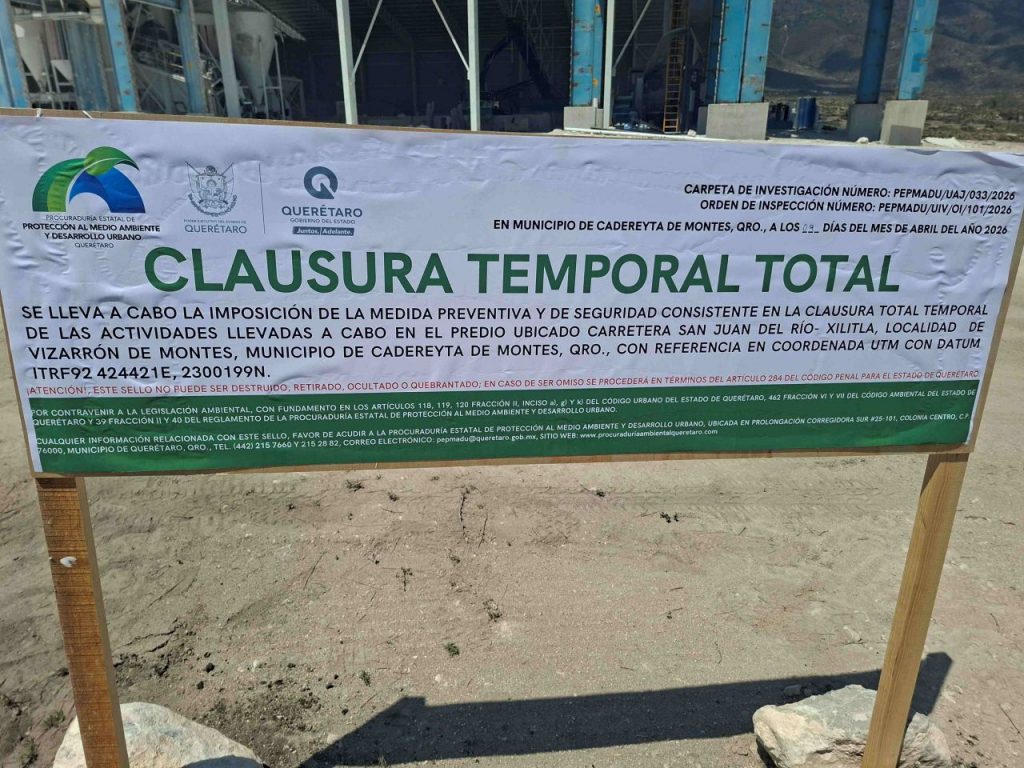 PROCURADURÍA ESTATAL DE
PROTECCIÓN AL MEDIO AMBIENTE
Y DESARROLLO URBANO
QUERÉTARO
PODER EJECUTIVO DEL ESTADO DE
QUERÉTARO
QUERÉTARO
GOBIERNO DEL ESTADO
Juntos, Adelante.
CARPETA DE INVESTIGACIÓN NÚMERO: PEPMADU/UAJ/033/2026
ORDEN DE INSPECCIÓN NÚMERO: PEPMADU/UIV/OI/101/2026
EN MUNICIPIO DE CADEREYTA DE MONTES, QRO., A LOS DÍAS DEL MES DE ABRIL DEL AÑO 2026
CLAUSURA TEMPORAL TOTAL
SE LLEVA A CABO LA IMPOSICIÓN DE LA MEDIDA PREVENTIVA Y DE SEGURIDAD CONSISTENTE EN LA CLAUSURA TOTAL TEMPORAL
DE LAS ACTIVIDADES LLEVADAS A CABO EN EL PREDIO UBICADO CARRETERA SAN JUAN DEL RÍO- XILITLA, LOCALIDAD DE
VIZARRÓN DE MONTES, MUNICIPIO DE CADEREYTA DE MONTES, QRO., CON REFERENCIA EN COORDENADA UTM CON DATUM
ITRF92 424421E, 2300199N.
¡ATENCIÓN!, ESTE SELLO NO PUEDE SER DESTRUIDO, RETIRADO, OCULTADO O QUEBRANTADO; EN CASO DE SER OMISO SE PROCEDERÁ EN TÉRMINOS DEL ARTÍCULO 284 DEL CÓDIGO PENAL PARA EL ESTADO DE QUERÉTARO
POR CONTRAVENIR A LA LEGISLACIÓN AMBIENTAL, CON FUNDAMENTO EN LOS ARTÍCULOS 118, 119, 120 FRACCIÓN II, INCISO a), g) Y k) DEL CÓDIGO URBANO DEL ESTADO DE QUERÉTARO, 462 FRACCIÓN VI Y VII DEL CÓDIGO AMBIENTAL DEL ESTADO DE
QUERÉTARO Y 39 FRACCIÓN II Y 40 DEL REGLAMENTO DE LA PROCURADURÍA ESTATAL DE PROTECCIÓN AL MEDIO AMBIENTE Y DESARROLLO URBANO.
CUALQUIER INFORMACIÓN RELACIONADA CON ESTE SELLO, FAVOR DE ACUDIR A LA PROCURADURÍA ESTATAL DE PROTECCIÓN AL MEDIO AMBIENTE Y DESARROLLO URBANO, UBICADA EN PROLONGACIÓN CORREGIDORA SUR #25-101, COLONIA CENTRO, C.P.
76000, MUNICIPIO DE QUERÉTARO, QRO., TEL. (442) 215 7660 Y 215 28 82, CORREO ELECTRÓNICO: pepmadu@queretaro.gob.mx, SITIO WEB: www.procuraduriaambientalqueretaro.com